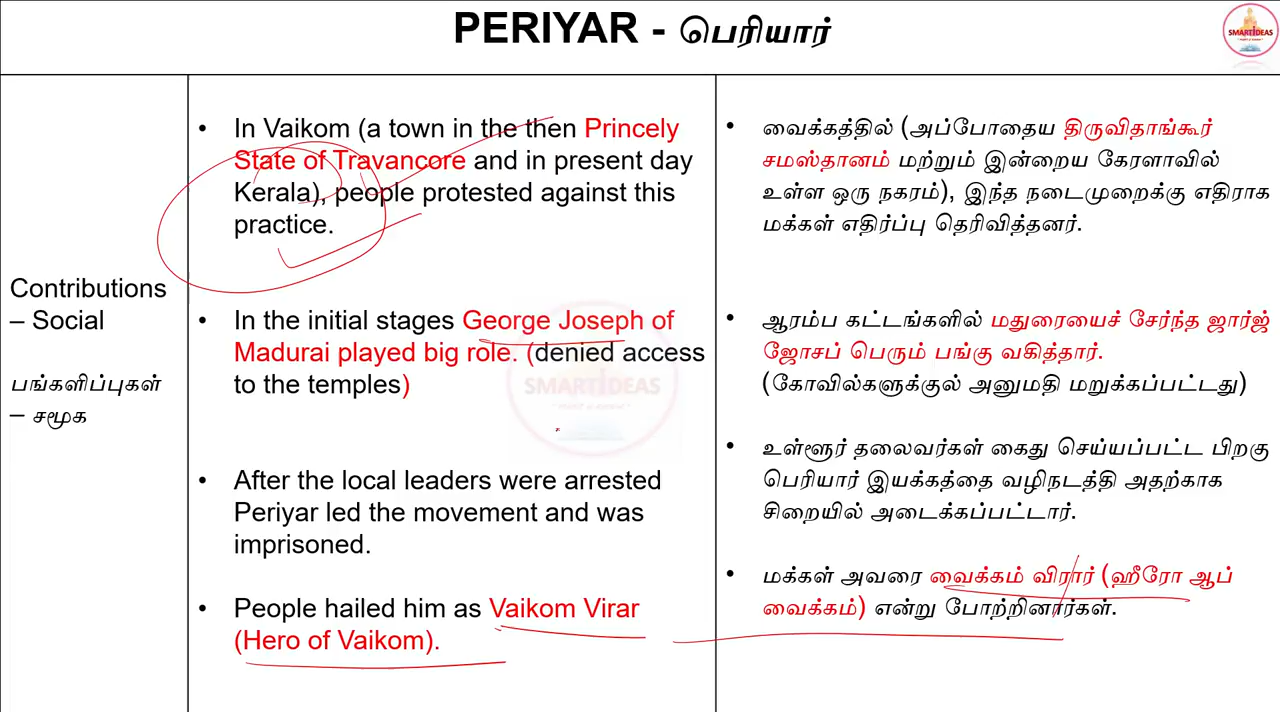 PERIYAR - பெரியார்
SMARTIDEAS
Contributions
– Social
பங்களிப்புகள்
– சமூக
• In Vaikom (a town in the then Princely
State of Travancore and in present day
Kerala), people protested against this
practice.
• In the initial stages George Joseph of
Madurai played big role. (denied access
to the temples)
SMARTIDEAS
• After the local leaders were arrested
Periyar led the movement and was
imprisoned.
• People hailed him as Vaikom Virar
(Hero of Vaikom).
• வைக்கத்தில் (அப்போதைய திருவிதாங்கூர்
சமஸ்தானம் மற்றும் இன்றைய கேரளாவில்
உள்ள ஒரு நகரம்), இந்த நடைமுறைக்கு எதிராக
மக்கள் எதிர்ப்பு தெரிவித்தனர்.
• ஆரம்ப கட்டங்களில் மதுரையைச் சேர்ந்த ஜார்ஜ்
ஜோசப் பெரும் பங்கு வகித்தார்.
(கோவில்களுக்குல் அனுமதி மறுக்கப்பட்டது)
• உள்ளூர் தலைவர்கள் கைது செய்யப்பட்ட பிறகு
பெரியார் இயக்கத்தை வழிநடத்தி அதற்காக
சிறையில் அடைக்கப்பட்டார்.
• மக்கள் அவரை வைக்கம் விரார் (ஹீரோ ஆப்
வைக்கம்) என்று போற்றினார்கள்.